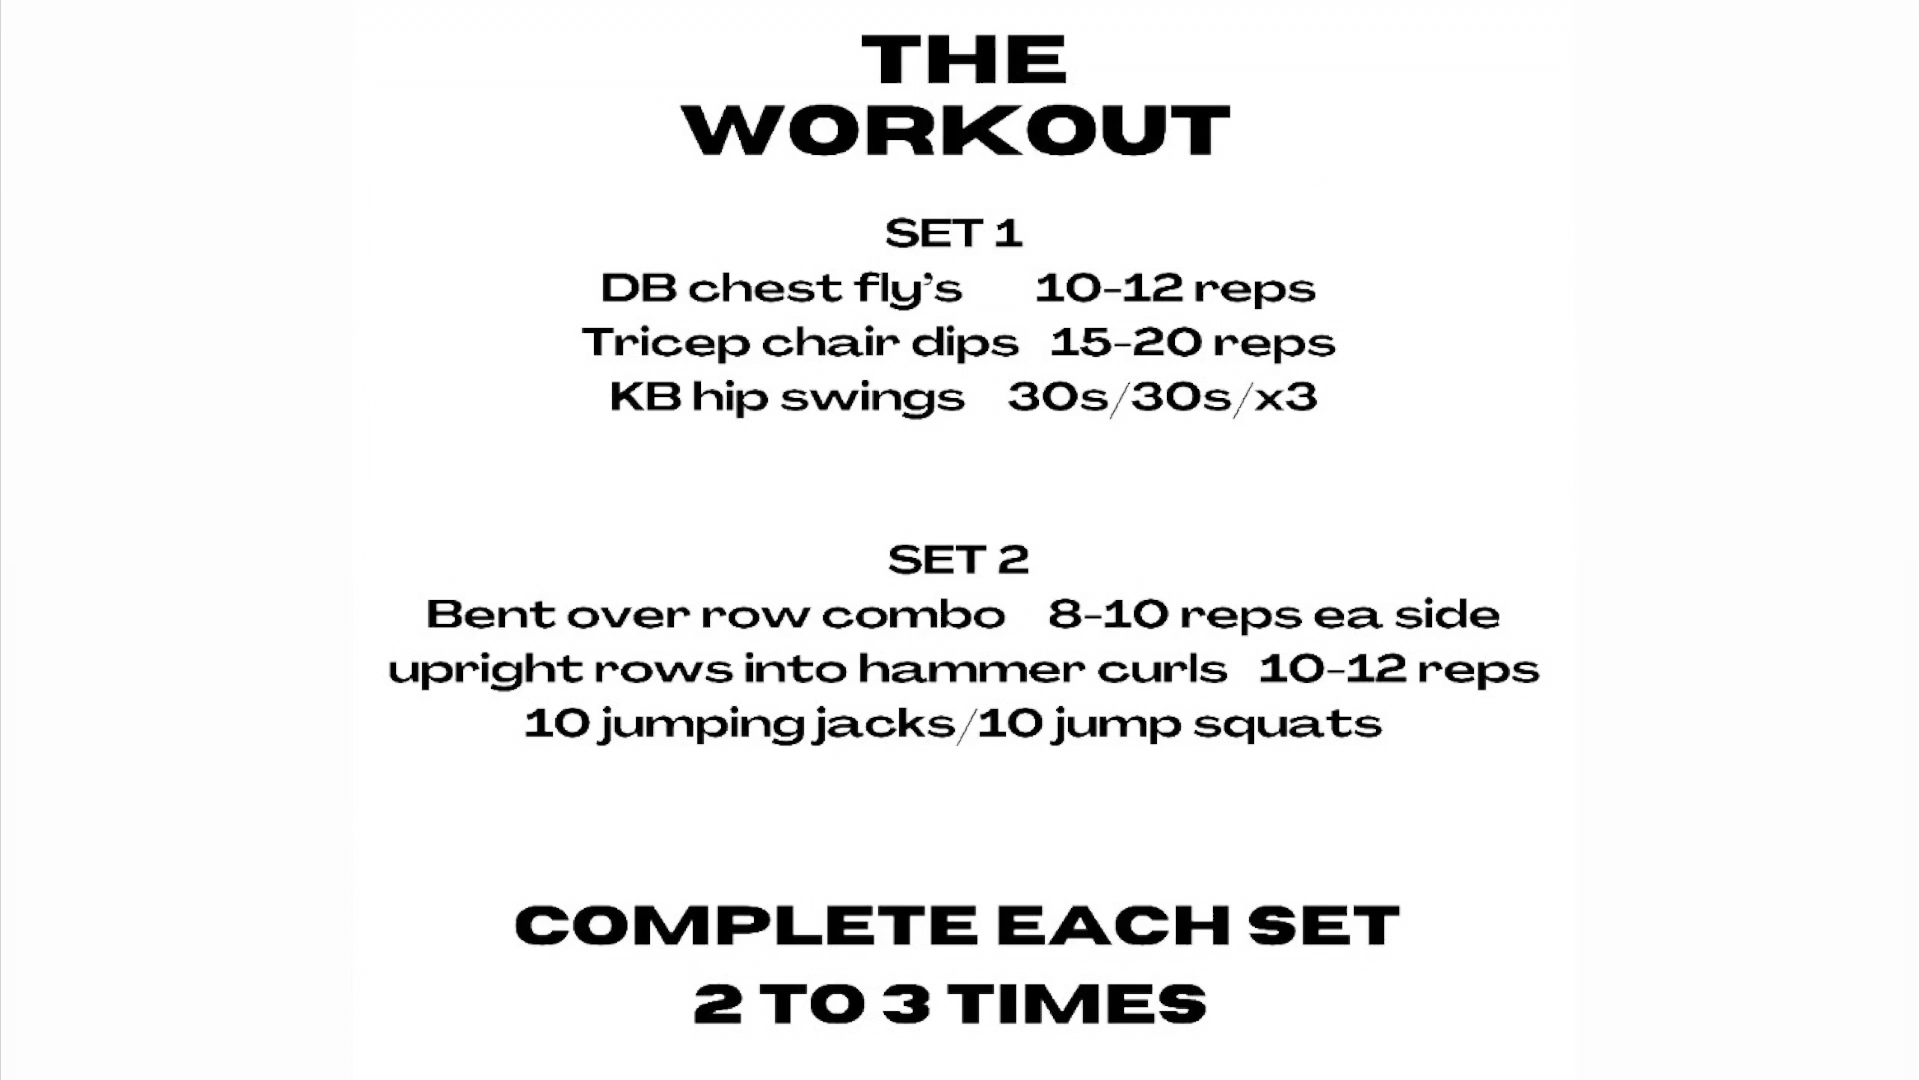 THE
WORKOUT
SET 1
DB chest fly's 10-12 reps
Tricep chair dips 15-20 reps
KB hip swings 30s/30s/x3
SET 2
Bent over row combo 8-10 reps ea side
upright rows into hammer curls 10-12 reps
10 jumping jacks/10 jump squats
COMPLETE EACH SET
2 TO 3 TIMES